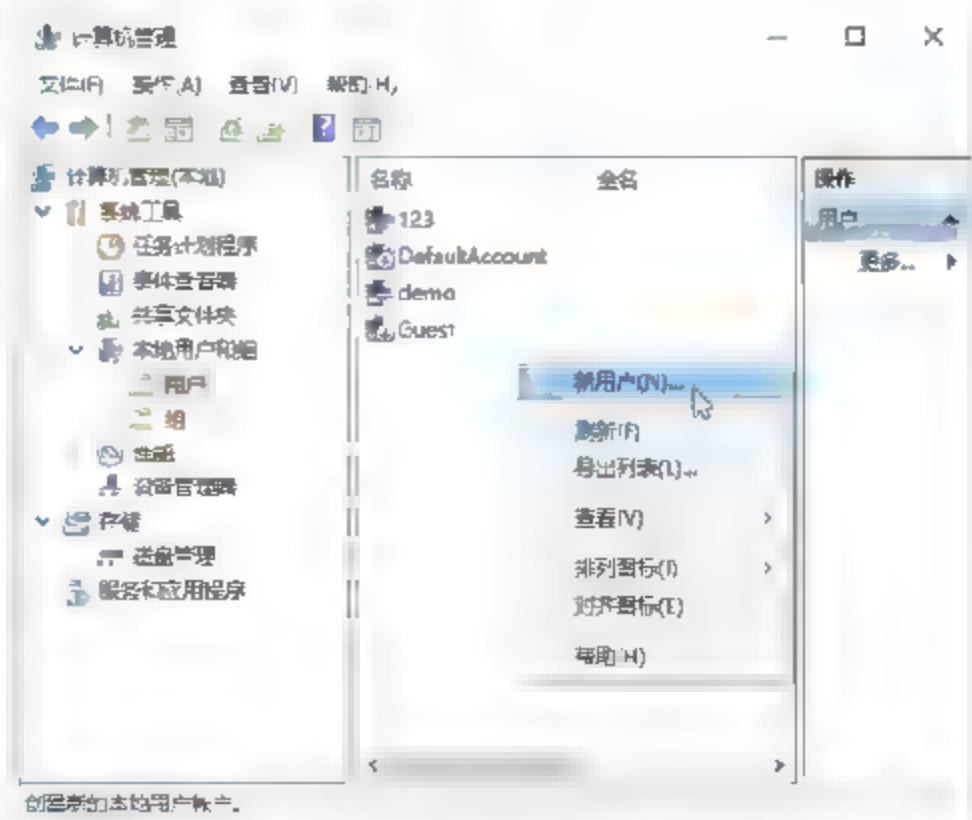 计算机管理
文件(F) 操作(A) 查看(V) 帮助(H)
计算机管理(本地)
系统工具
任务计划程序
事件查看器
共享文件夹
本地用户和组
用户
组
性能
设备管理器
存储
磁盘管理
服务和应用程序
名称 全名
123
DefaultAccount
demo
Guest
新用户(N)...
刷新(F)
导出列表(L)...
查看(V)
排列图标(I)
对齐图标(E)
帮助(H)
操作
用户
更多...
创建新的本地用户帐户。